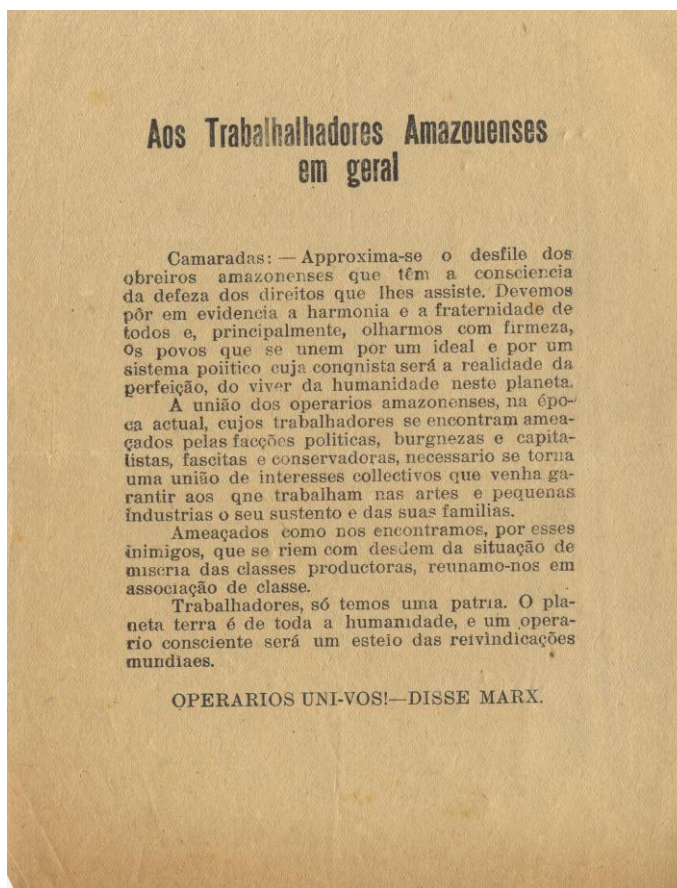 Aos Trabalhalhadores Amazouenses
em geral
Camaradas: — Approxima-se o desfile dos
obreiros amazonenses que têm a consciencia
da defeza dos direitos que lhes assiste. Devemos
pôr em evidencia a harmonia e a fraternidade de
todos e, principalmente, olharmos com firmeza,
Os povos que se unem por um ideal e por um
sistema poiitico cuja conqnista será a realidade da
perfeição, do viver da humanidade neste planeta.
A união dos operarios amazonenses, na épo-
ca actual, cujos trabalhadores se encontram amea-
çados pelas facções politicas, burgnezas e capita-
listas, fascitas e conservadoras, necessario se torna
uma união de interesses collectivos que venha ga-
rantir aos qne trabalham nas artes e pequenas
industrias o seu sustento e das suas familias.
Ameaçados como nos encontramos, por esses
inimigos, que se riem com desdem da situação de
miscria das classes productoras, reunamo-nos em
associação de classe.
Trabalhadores, só temos uma patria. O pla-
neta terra é de toda a humanidade, e um opera-
rio consciente será um esteio das reivindicações
mundiaes.
OPERARIOS UNI-VOS!—DISSE MARX.